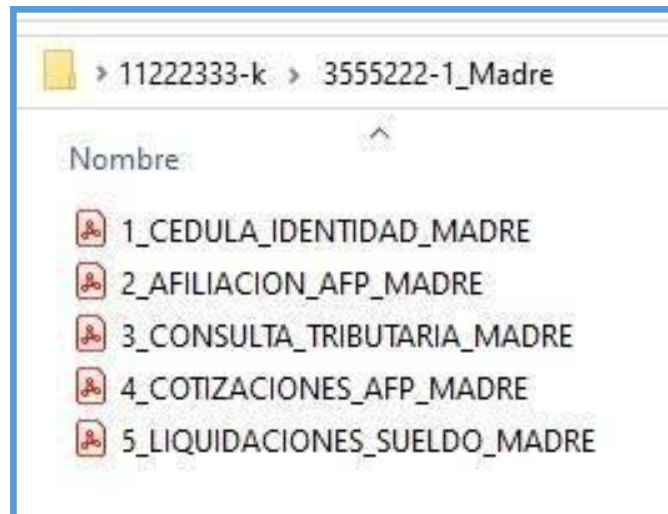 > 11222333-k > 3555222-1_Madre
Nombre
1_CEDULA_IDENTIDAD_MADRE
2_AFILIACION_AFP_MADRE
3_CONSULTA_TRIBUTARIA_MADRE
4_COTIZACIONES_AFP_MADRE
5_LIQUIDACIONES_SUELDO_MADRE